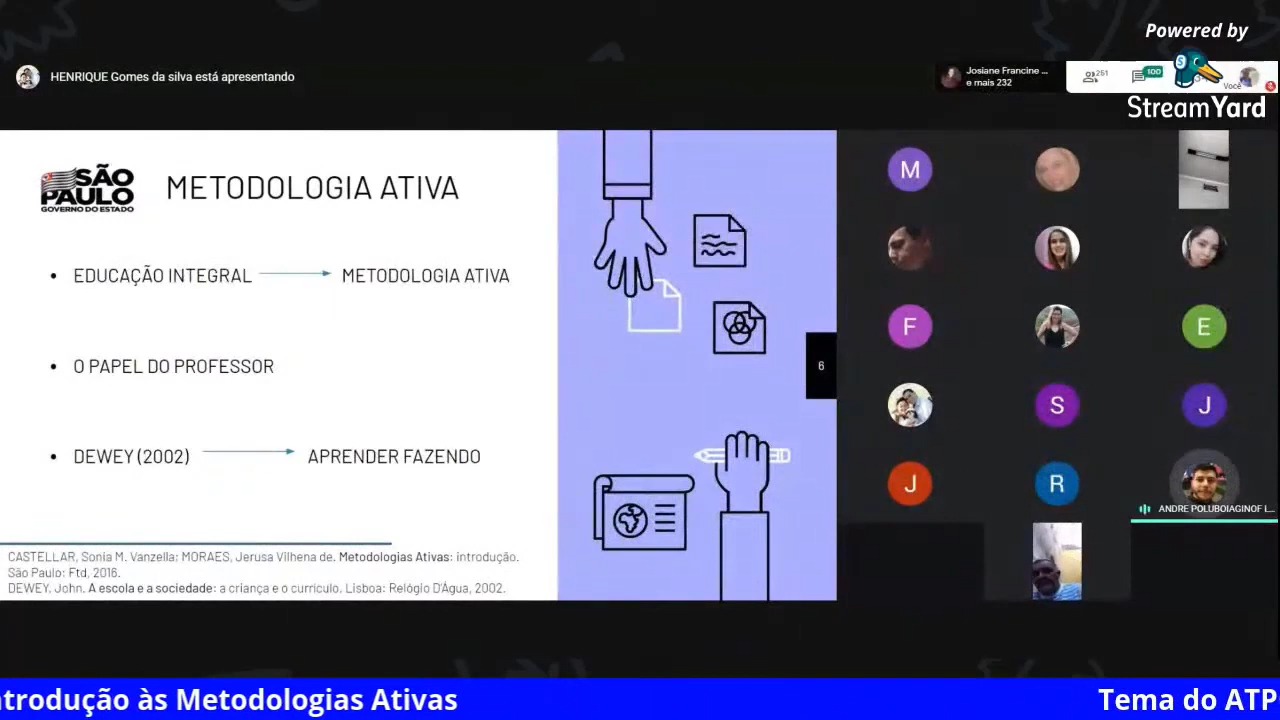 Powered by
HENRIQUE Gomes da silva está apresentando
Josiane Francine ...
e mais 232
251
100
Você
StreamYard
SÃO
PAULO
GOVERNO DO ESTADO
METODOLOGIA ATIVA
• EDUCAÇÃO INTEGRAL METODOLOGIA ATIVA
• O PAPEL DO PROFESSOR
• DEWEY (2002) APRENDER FAZENDO
6
M
F
E
S
J
J
R
ANDRE POLUBOIAGINOF I...
CASTELLAR, Sonia M. Vanzella; MORAES, Jerusa Vilhena de. Metodologias Ativas: introdução.
São Paulo: Ftd, 2016.
DEWEY, John. A escola e a sociedade: a criança e o currículo. Lisboa: Relógio D'Água, 2002.
ntrodução às Metodologias Ativas
Tema do ATP